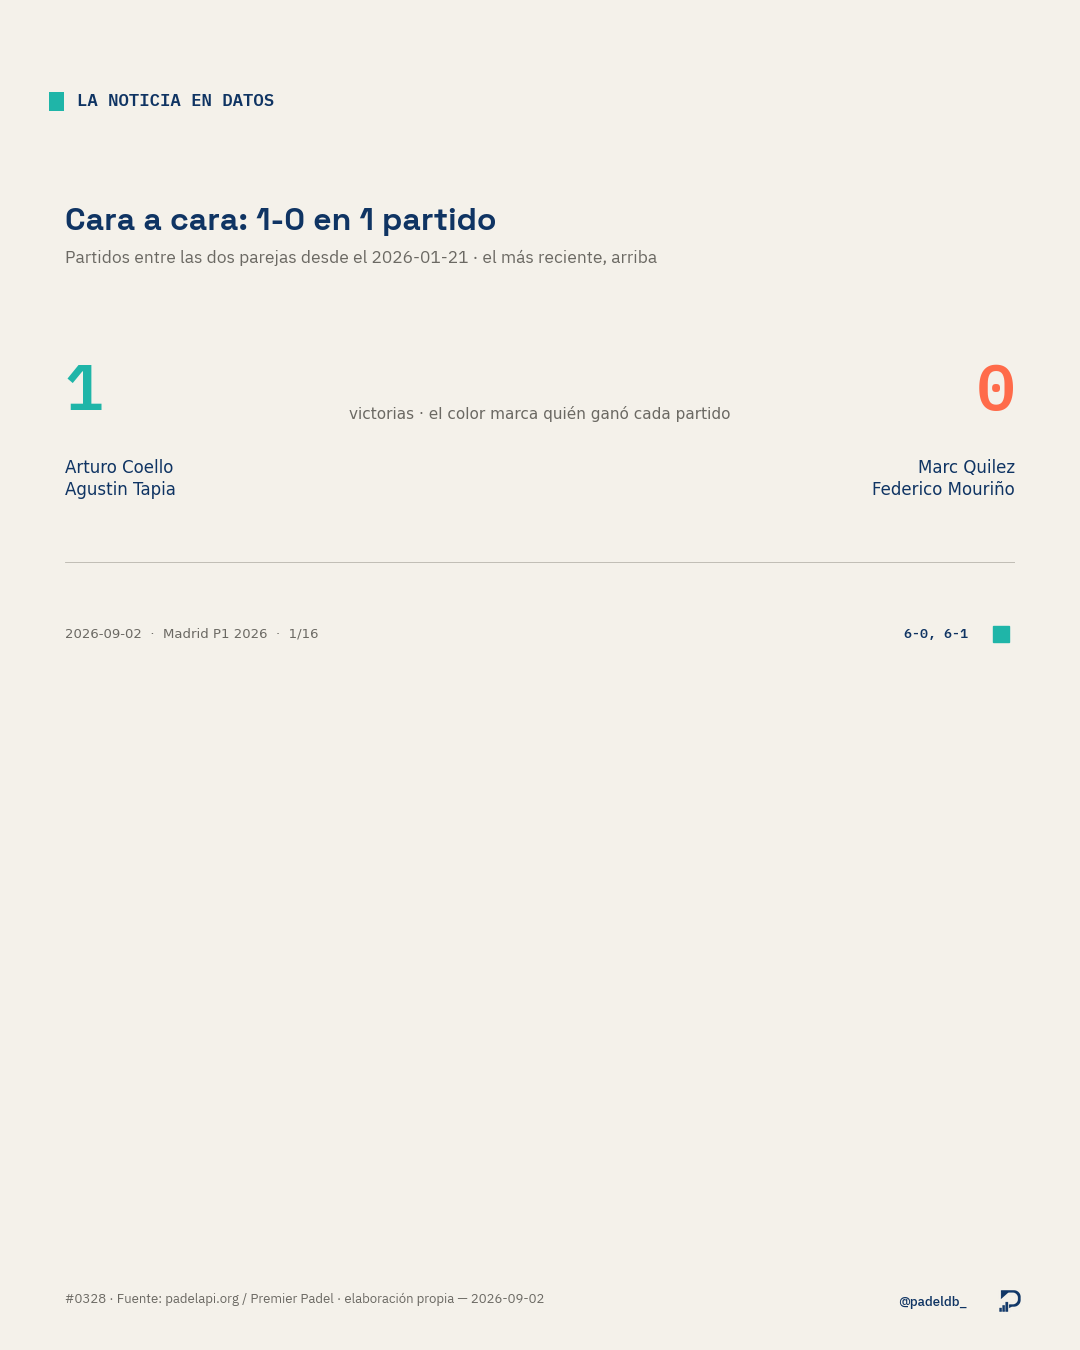 LA NOTICIA EN DATOS
Cara a cara: 1-0 en 1 partido
Partidos entre las dos parejas desde el 2026-01-21 · el más reciente, arriba
1
0
victorias · el color marca quién ganó cada partido
Arturo Coello
Agustin Tapia
Marc Quilez
Federico Mouriño
2026-09-02 · Madrid P1 2026 · 1/16
6-0, 6-1
#0328 · Fuente: padelapi.org / Premier Padel · elaboración propia — 2026-09-02
@padeldb_